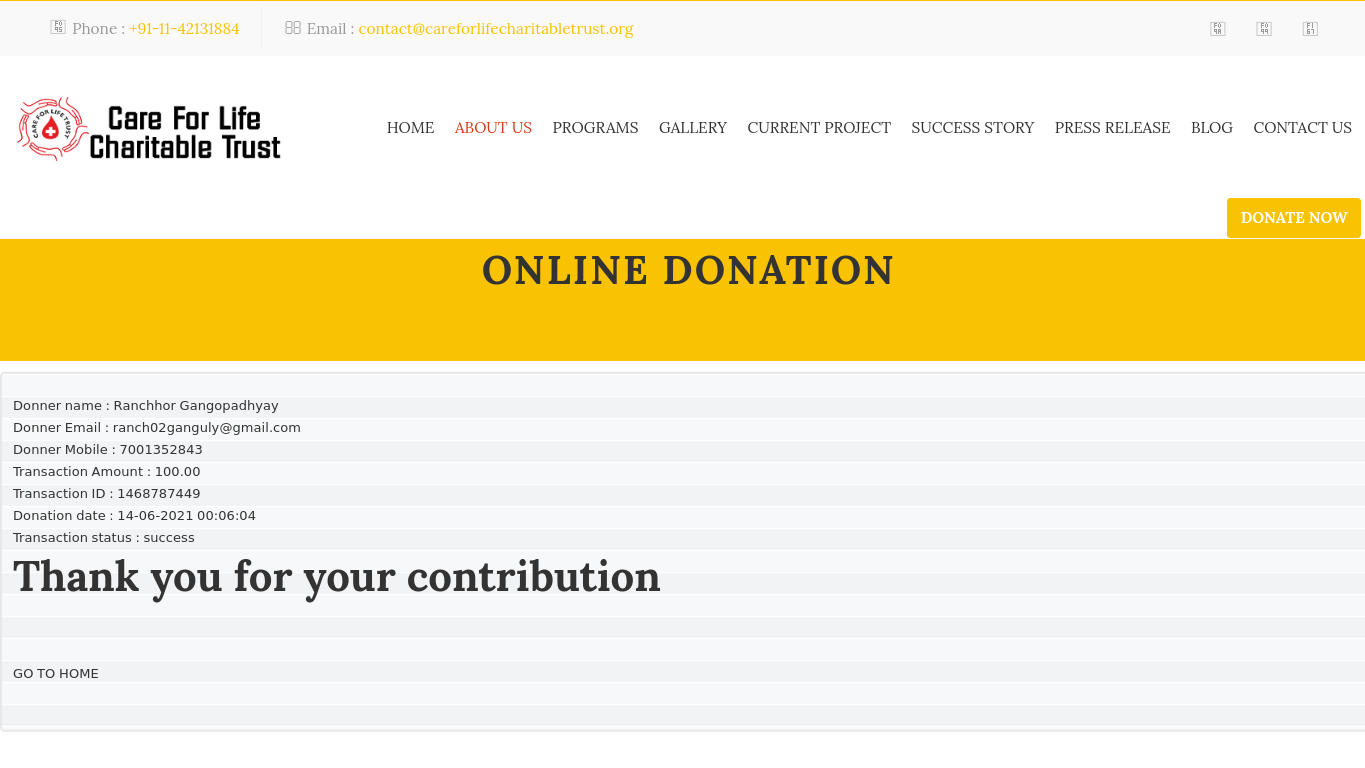 Phone : +91-11-42131884
Email : contact@careforlifecharitabletrust.org
CARE FOR LIFE TRUST
Care For Life
Charitable Trust
HOME ABOUT US PROGRAMS GALLERY CURRENT PROJECT SUCCESS STORY PRESS RELEASE BLOG CONTACT US
DONATE NOW
ONLINE DONATION
Donner name : Ranchhor Gangopadhyay
Donner Email : ranch02ganguly@gmail.com
Donner Mobile : 7001352843
Transaction Amount : 100.00
Transaction ID : 1468787449
Donation date : 14-06-2021 00:06:04
Transaction status : success
Thank you for your contribution
GO TO HOME